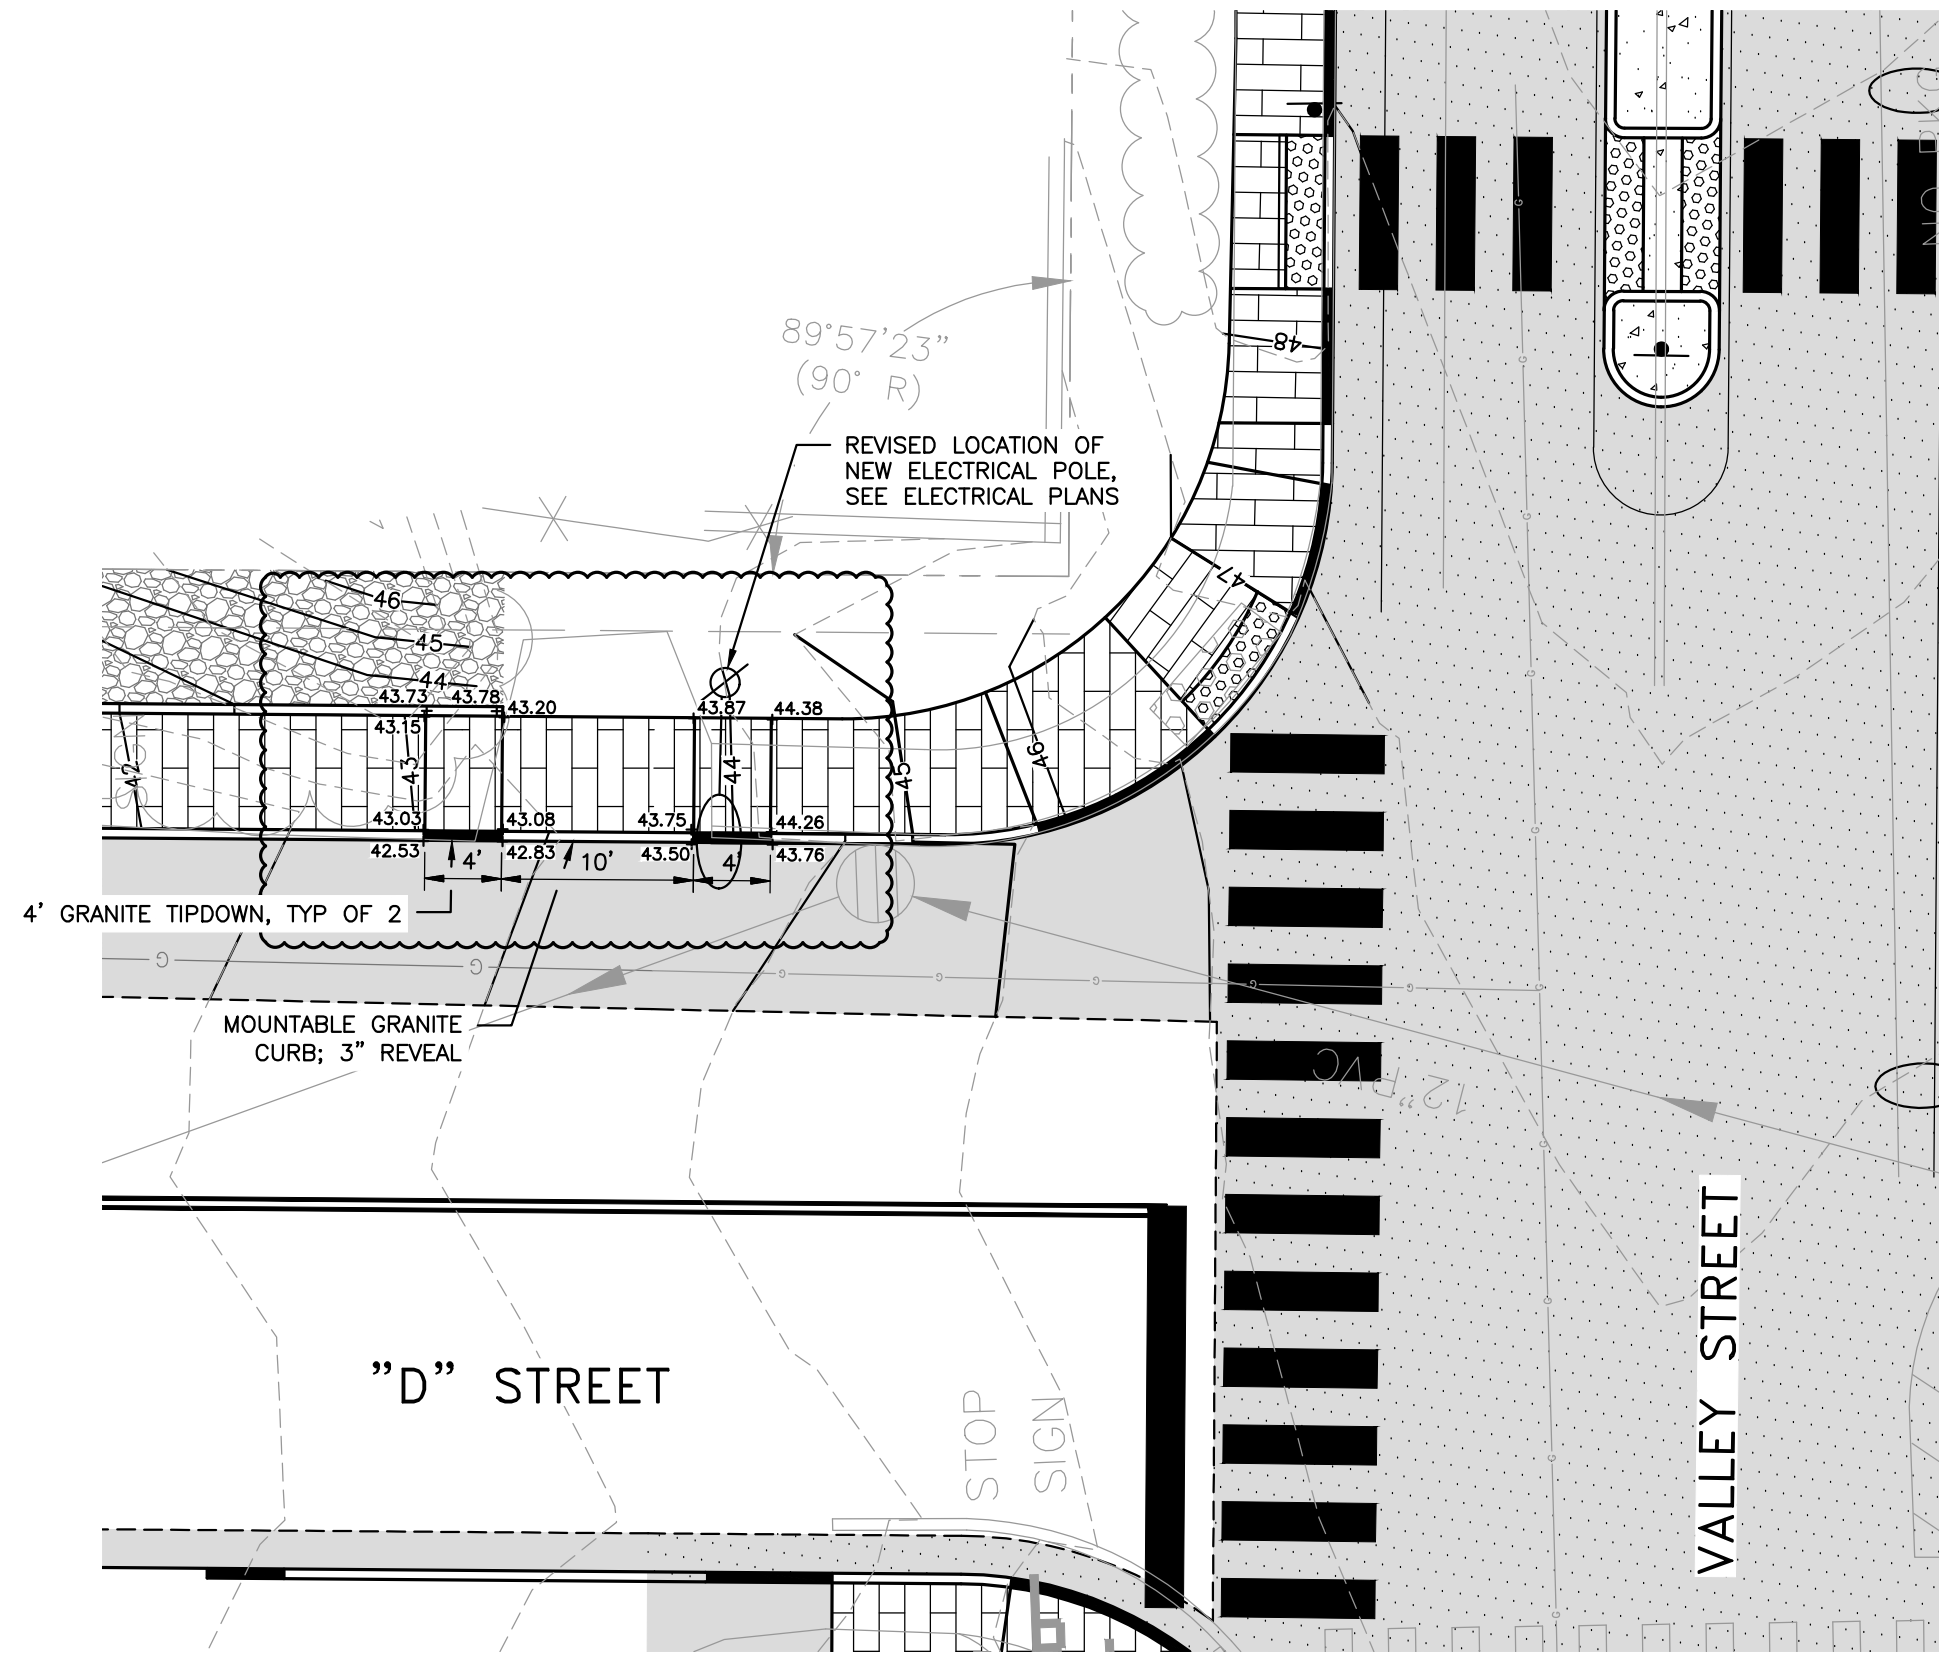 89°57'23"
(90° R)
REVISED LOCATION OF
NEW ELECTRICAL POLE,
SEE ELECTRICAL PLANS
48
47
46
45
44
43.73
43.78
43.20
43.87
44.38
43.15
42
43
44
45
46
43.03
43.08
43.75
44.26
42.53
42.83
43.50
43.76
4'
10'
4'
4' GRANITE TIPDOWN, TYP OF 2
G
G
G
G
G
G
G
MOUNTABLE GRANITE
CURB; 3" REVEAL
12"PVC
"D" STREET
STOP
SIGN
VALLEY STREET